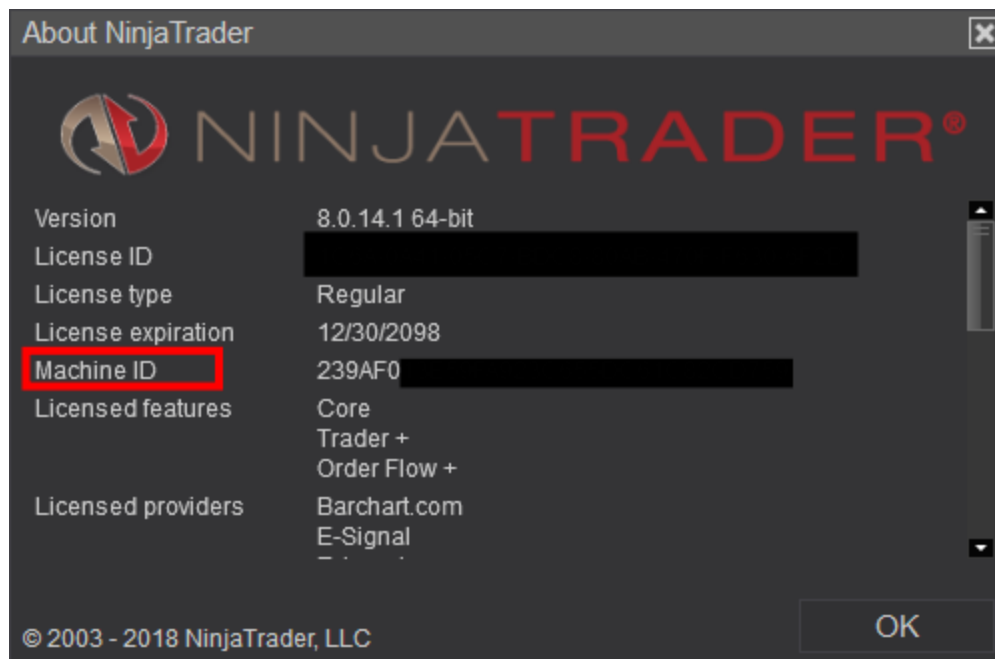 About NinjaTrader
NINJATRADER®
Version 8.0.14.1 64-bit
License ID
License type Regular
License expiration 12/30/2098
Machine ID 239AF0
Licensed features Core
Trader +
Order Flow +
Licensed providers Barchart.com
E-Signal
© 2003 - 2018 NinjaTrader, LLC
OK